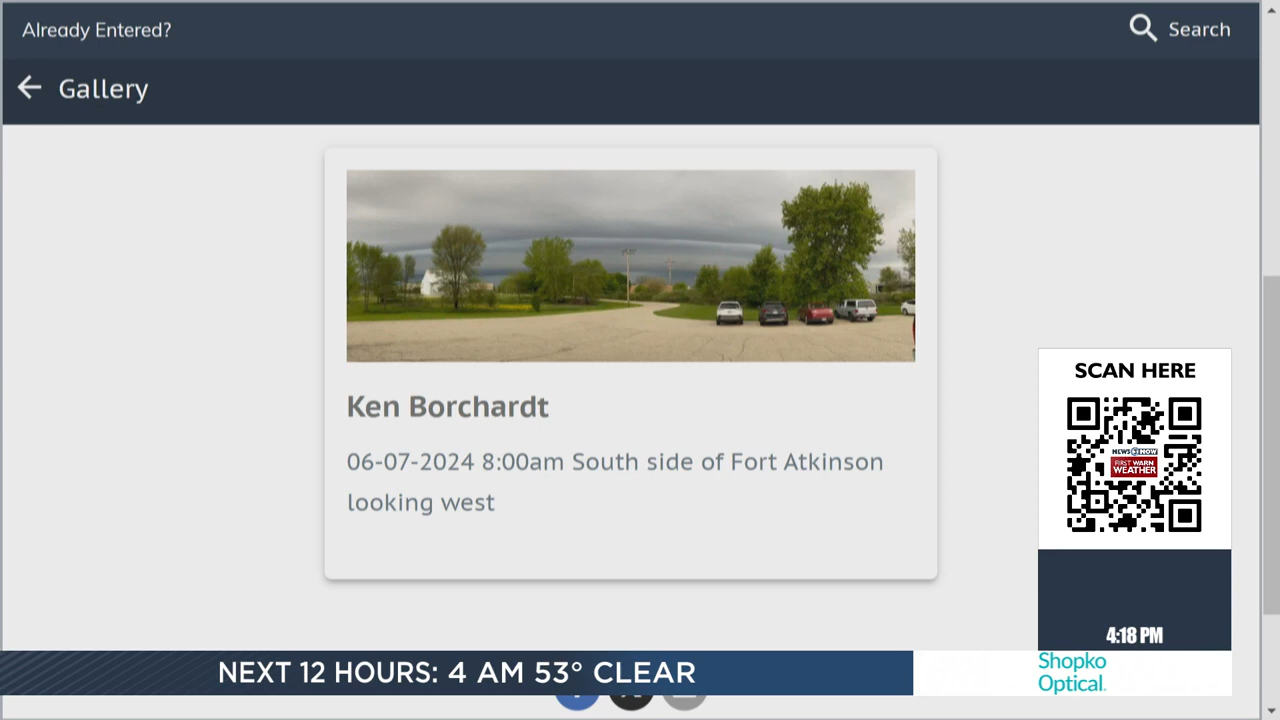 Already Entered?
Search
Gallery
Ken Borchardt
06-07-2024 8:00am South side of Fort Atkinson
looking west
SCAN HERE
NEWS 3 NOW
FIRST WARN
WEATHER
4:18 PM
NEXT 12 HOURS: 4 AM 53° CLEAR
Shopko
Optical.